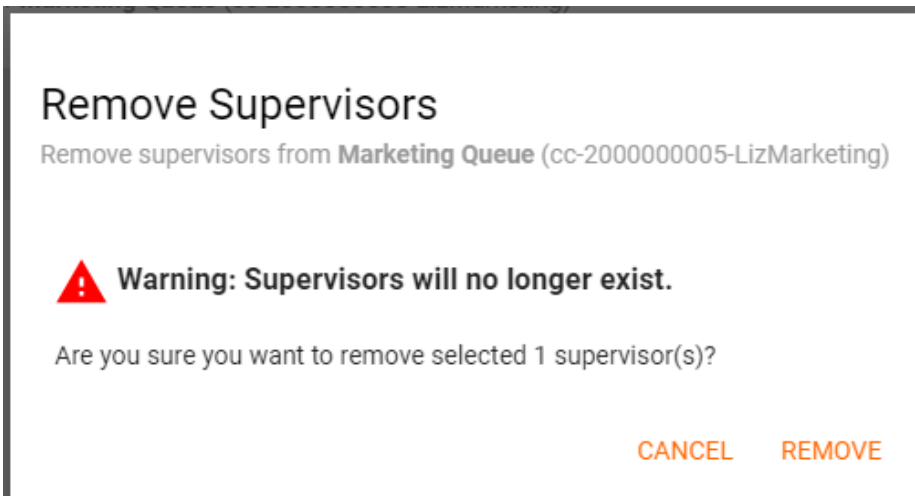 Remove Supervisors
Remove supervisors from Marketing Queue (cc-2000000005-LizMarketing)
Warning: Supervisors will no longer exist.
Are you sure you want to remove selected 1 supervisor(s)?
CANCEL REMOVE